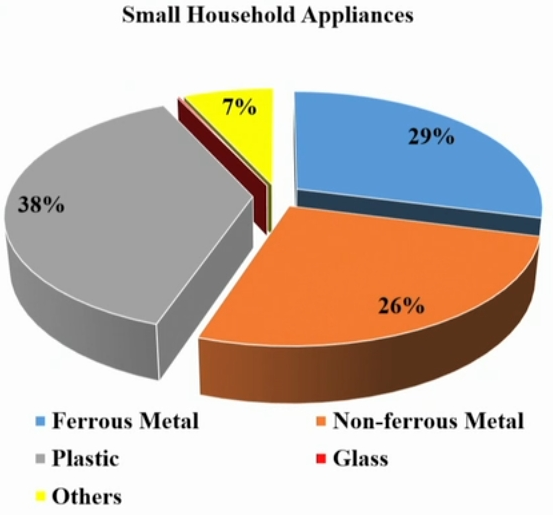 Small Household Appliances
7%
29%
38%
26%
Ferrous Metal
Non-ferrous Metal
Plastic
Glass
Others